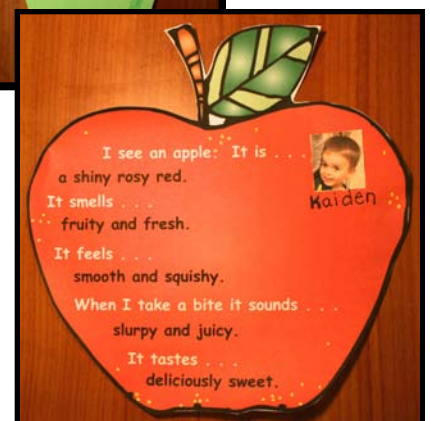 I see an apple: It is . . .
a shiny rosy red.
Kaiden
It smells . . .
fruity and fresh.
It feels . . .
smooth and squishy.
When I take a bite it sounds . . .
slurpy and juicy.
It tastes . . .
deliciously sweet.